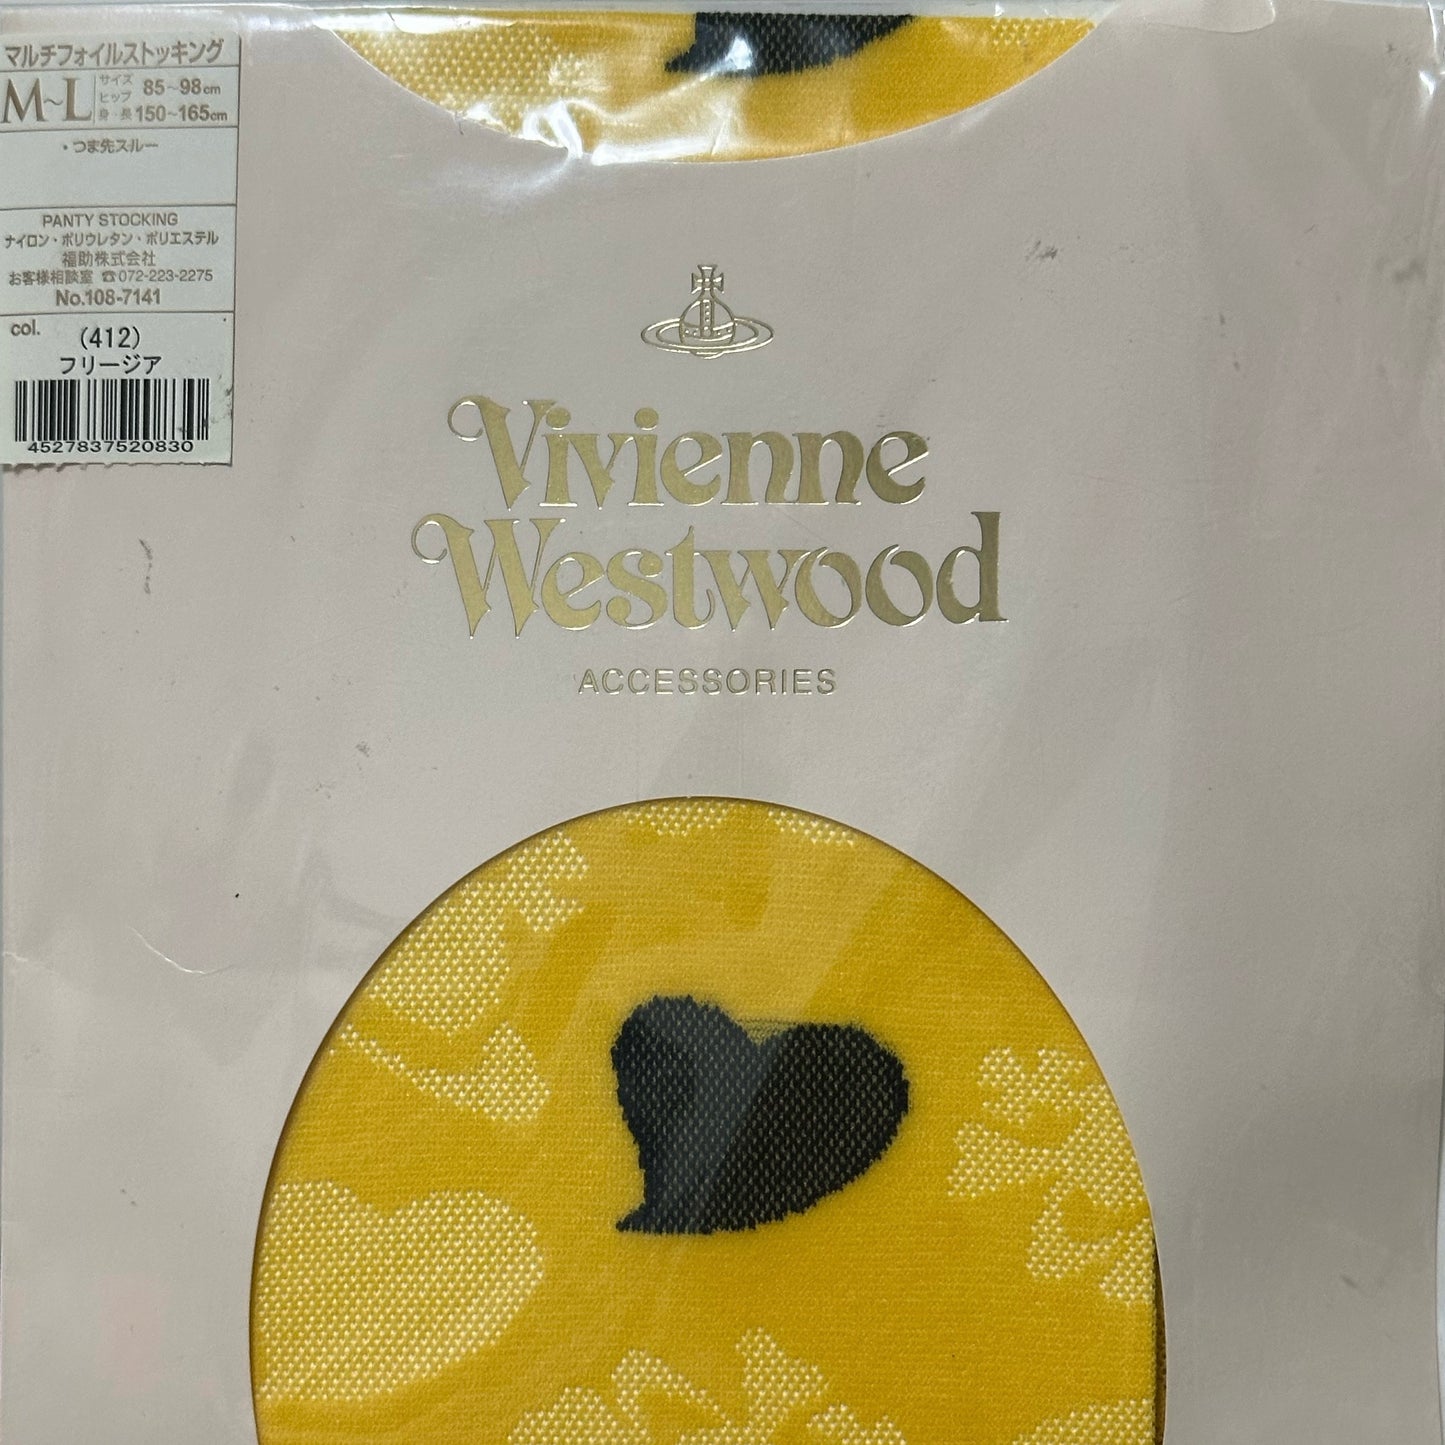 マルチフォイルストッキング
M~L サイズ
ヒップ 85~98cm
身・長 150~165cm
・つま先スルー
PANTY STOCKING
ナイロン・ポリウレタン・ポリエステル
福助株式会社
お客様相談室 ☎072-223-2275
No.108-7141
col. (412)
フリージア
4527837520830
Vivienne
Westwood
ACCESSORIES